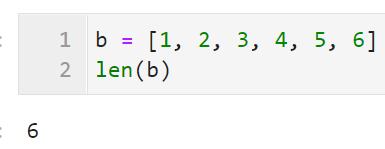 1 b = [1, 2, 3, 4, 5, 6]
2 len(b)
6